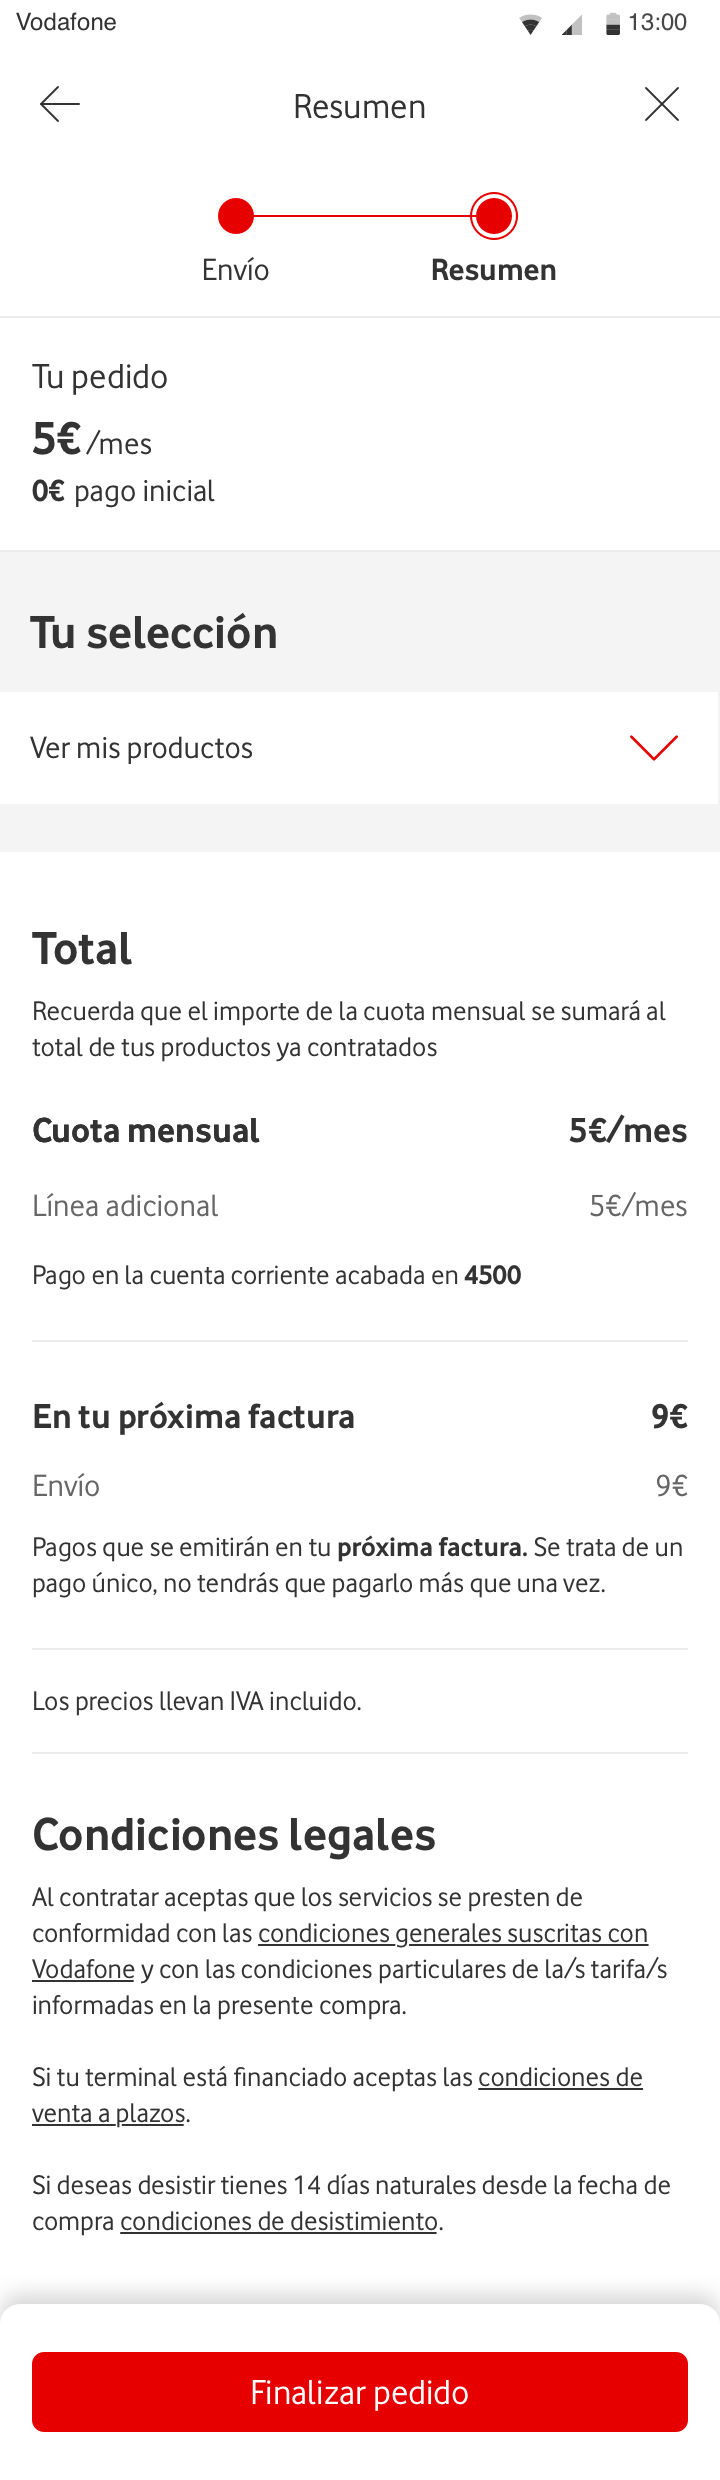 Vodafone 13:00
Resumen
Envío Resumen
Tu pedido
5€/mes
0€ pago inicial
Tu selección
Ver mis productos
Total
Recuerda que el importe de la cuota mensual se sumará al
total de tus productos ya contratados
Cuota mensual 5€/mes
Línea adicional 5€/mes
Pago en la cuenta corriente acabada en 4500
En tu próxima factura 9€
Envío 9€
Pagos que se emitirán en tu próxima factura. Se trata de un
pago único, no tendrás que pagarlo más que una vez.
Los precios llevan IVA incluido.
Condiciones legales
Al contratar aceptas que los servicios se presten de
conformidad con las condiciones generales suscritas con
Vodafone y con las condiciones particulares de la/s tarifa/s
informadas en la presente compra.
Si tu terminal está financiado aceptas las condiciones de
venta a plazos.
Si deseas desistir tienes 14 días naturales desde la fecha de
compra condiciones de desistimiento.
Finalizar pedido